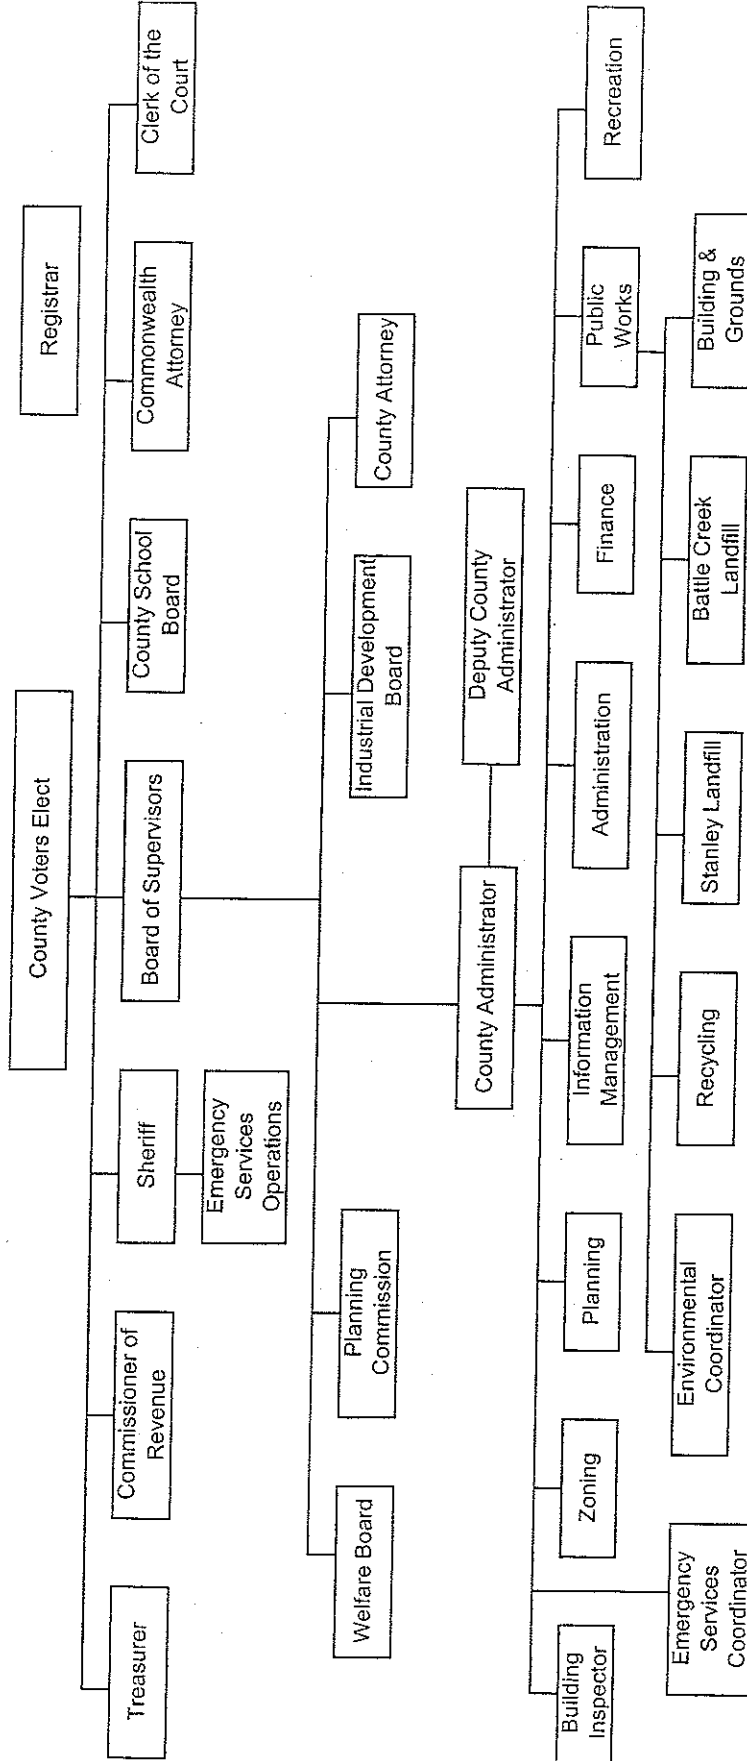 County Voters Elect
Registrar
Treasurer
Commissioner of
Revenue
Sheriff
Board of Supervisors
County School
Board
Commonwealth
Attorney
Clerk of the
Court
Emergency
Services
Operations
Welfare Board
Planning
Commission
Industrial Development
Board
County Attorney
County Administrator
Deputy County
Administrator
Building
Inspector
Zoning
Planning
Information
Management
Administration
Finance
Public
Works
Recreation
Emergency
Services
Coordinator
Environmental
Coordinator
Recycling
Stanley Landfill
Battle Creek
Landfill
Building &
Grounds